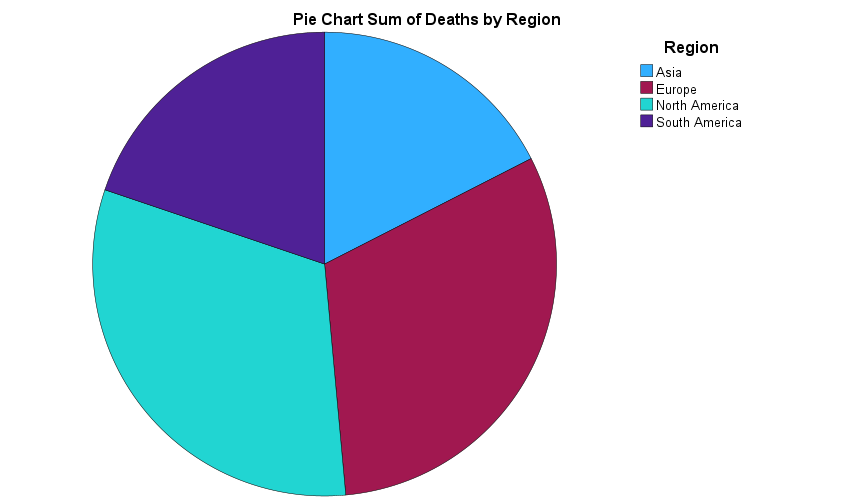 Pie Chart Sum of Deaths by Region
Region
Asia
Europe
North America
South America